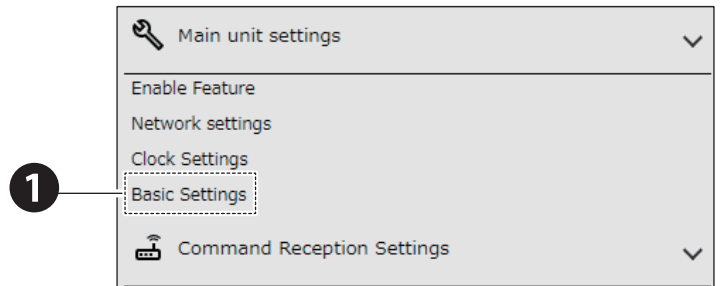 Main unit settings
Enable Feature
Network settings
Clock Settings
1
Basic Settings
Command Reception Settings